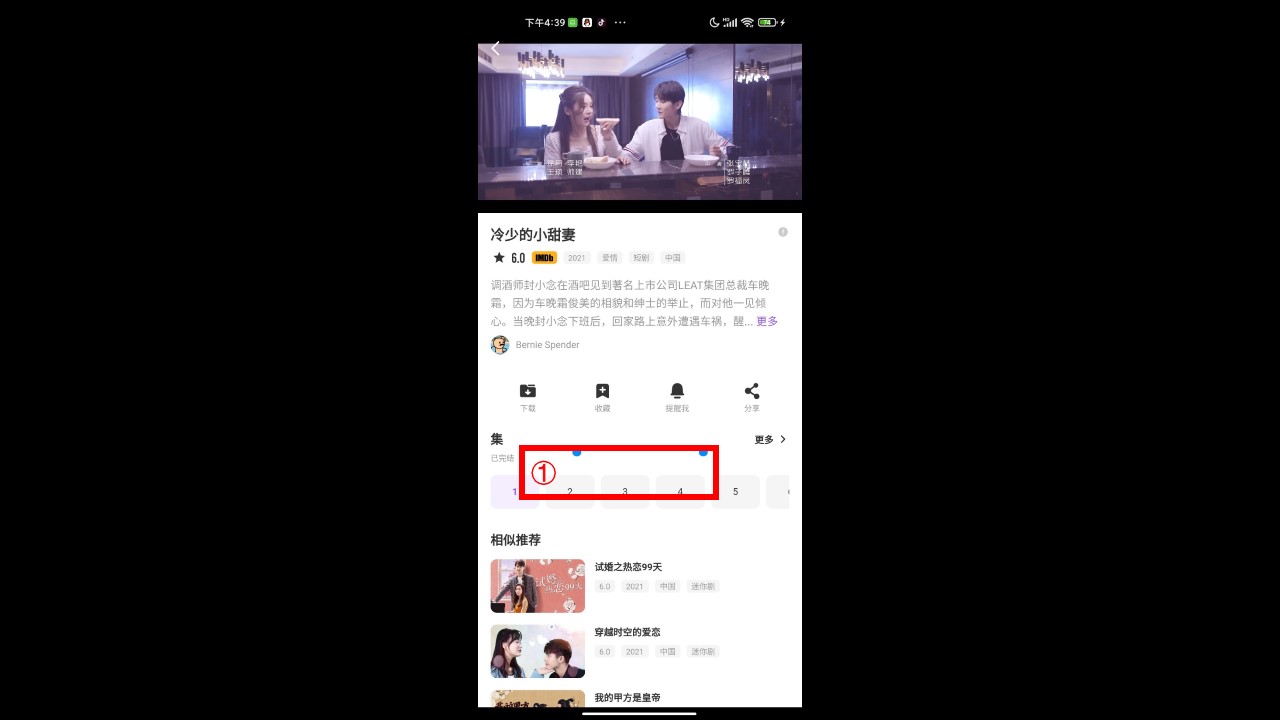 下午4:39
74
冷少的小甜妻
6.0 IMDb 2021 爱情 短剧 中国
调酒师封小念在酒吧见到著名上市公司LEAT集团总裁车晚
霜，因为车晚霜俊美的相貌和绅士的举止，而对他一见倾
心。当晚封小念下班后，回家路上意外遭遇车祸，醒... 更多
Bernie Spender
下载 收藏 提醒我 分享
集 更多
已完结
①
1 2 3 4 5
相似推荐
试婚之热恋99天
6.0 2021 中国 迷你剧
穿越时空的爱恋
6.0 2021 中国 迷你剧
我的甲方是皇帝